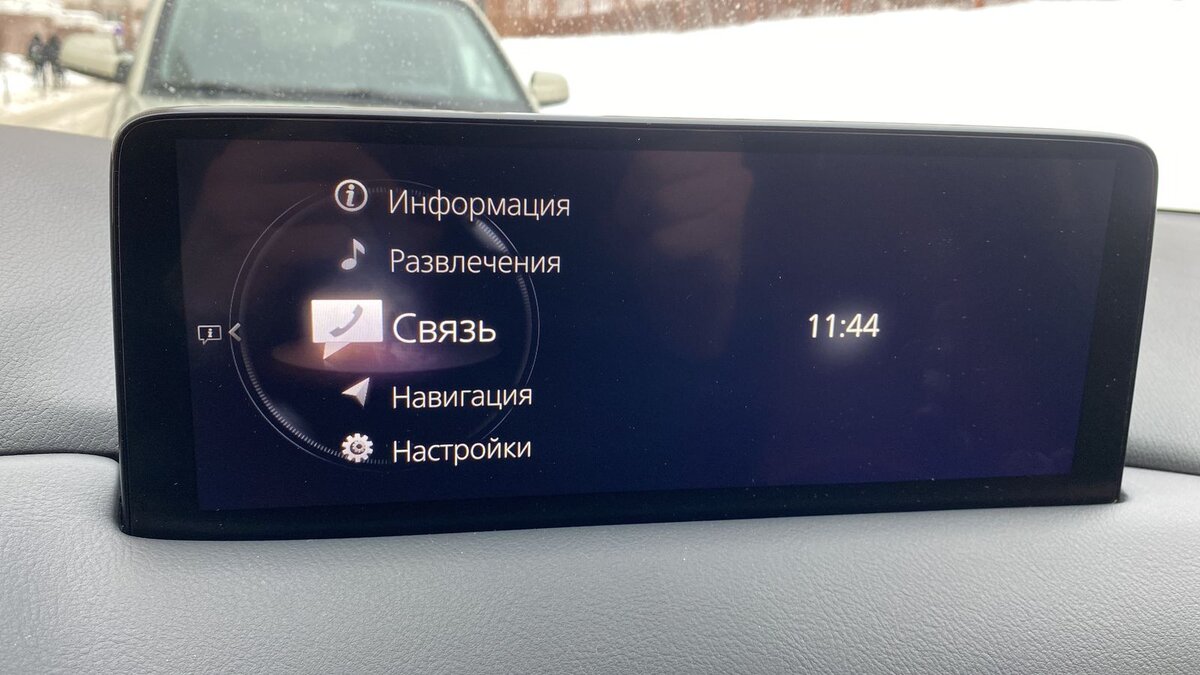 Информация
Развлечения
Связь
11:44
Навигация
Настройки